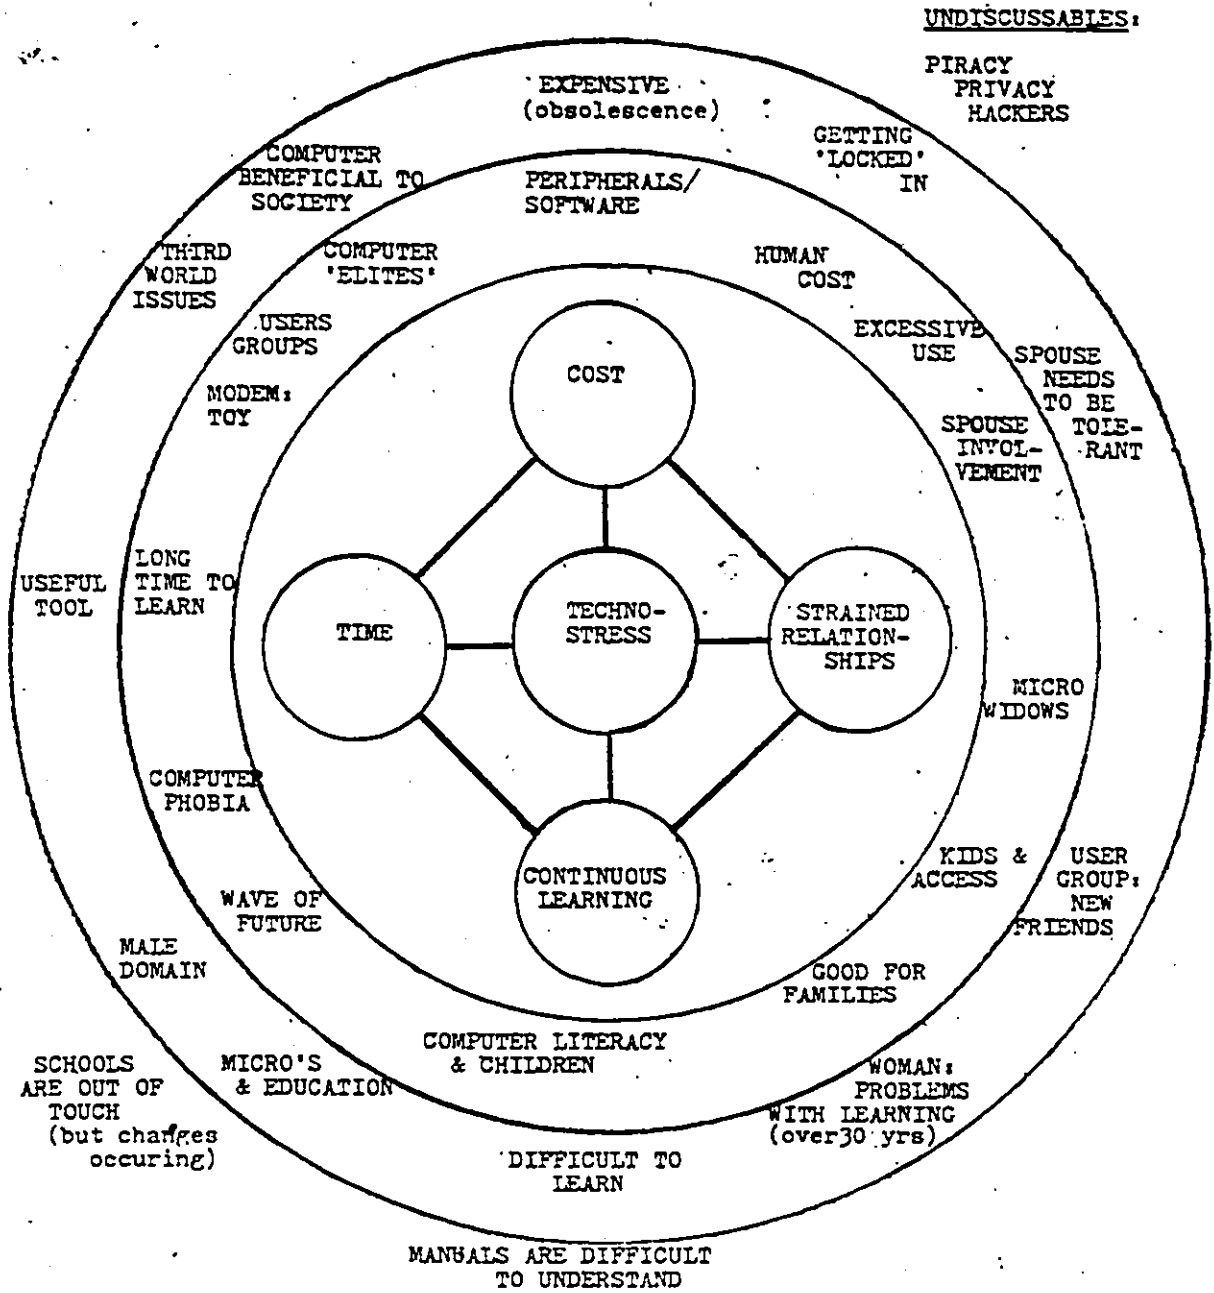 UNDISCUSSABLES:
PIRACY
PRIVACY
HACKERS
EXPENSIVE
(obsolescence)
GETTING
'LOCKED'
IN
COMPUTER
BENEFICIAL TO
SOCIETY
PERIPHERALS/
SOFTWARE
THIRD
WORLD
ISSUES
COMPUTER
'ELITES'
HUMAN
COST
USERS
GROUPS
EXCESSIVE
USE
SPOUSE
NEEDS
TO BE
TOLE-
RANT
MODEM:
TOY
COST
SPOUSE
INVOL-
VEMENT
USEFUL
TOOL
LONG
TIME TO
LEARN
TIME
TECHNO-
STRESS
STRAINED
RELATION-
SHIPS
MICRO
WIDOWS
COMPUTER
PHOBIA
CONTINUOUS
LEARNING
KIDS &
ACCESS
USER
GROUP:
NEW
FRIENDS
WAVE OF
FUTURE
MALE
DOMAIN
GOOD FOR
FAMILIES
COMPUTER LITERACY
& CHILDREN
SCHOOLS
ARE OUT OF
TOUCH
(but changes
occuring)
MICRO'S
& EDUCATION
WOMAN:
PROBLEMS
WITH LEARNING
(over30 yrs)
DIFFICULT TO
LEARN
MANUALS ARE DIFFICULT
TO UNDERSTAND